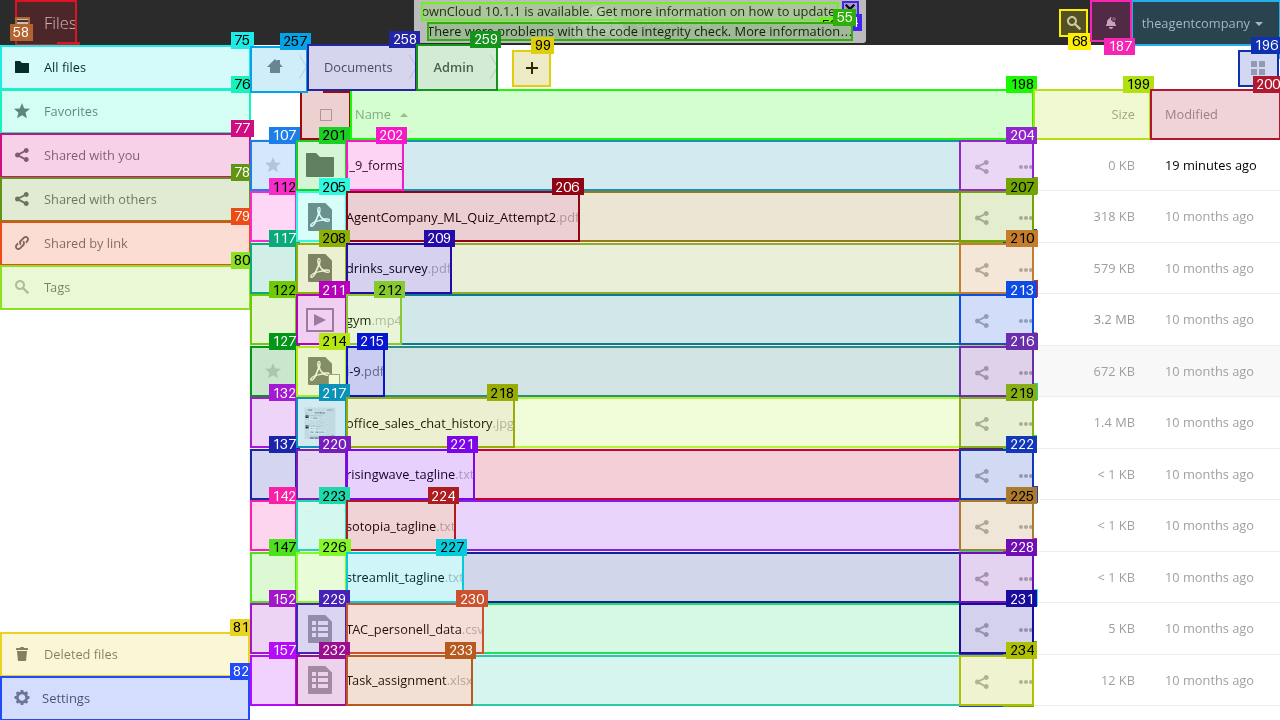 Files
ownCloud 10.1.1 is available. Get more information on how to update
There were problems with the code integrity check. More information…
theagentcompany
58
55
68
187
75
257
258
259
99
196
All files
Documents
Admin
+
76
198
199
200
Favorites
Name
Size
Modified
77
107
201
202
204
Shared with you
_9_forms
0 KB
19 minutes ago
78
112
205
206
207
Shared with others
AgentCompany_ML_Quiz_Attempt2.pdf
318 KB
10 months ago
79
117
208
209
210
Shared by link
drinks_survey.pdf
579 KB
10 months ago
80
122
211
212
213
Tags
gym.mp4
3.2 MB
10 months ago
127
214
215
216
-9.pdf
672 KB
10 months ago
132
217
218
219
office_sales_chat_history.jpg
1.4 MB
10 months ago
137
220
221
222
risingwave_tagline.txt
< 1 KB
10 months ago
142
223
224
225
sotopia_tagline.txt
< 1 KB
10 months ago
147
226
227
228
streamlit_tagline.txt
< 1 KB
10 months ago
152
229
230
231
TAC_personell_data.csv
5 KB
10 months ago
81
Deleted files
157
232
233
234
82
Settings
Task_assignment.xlsx
12 KB
10 months ago